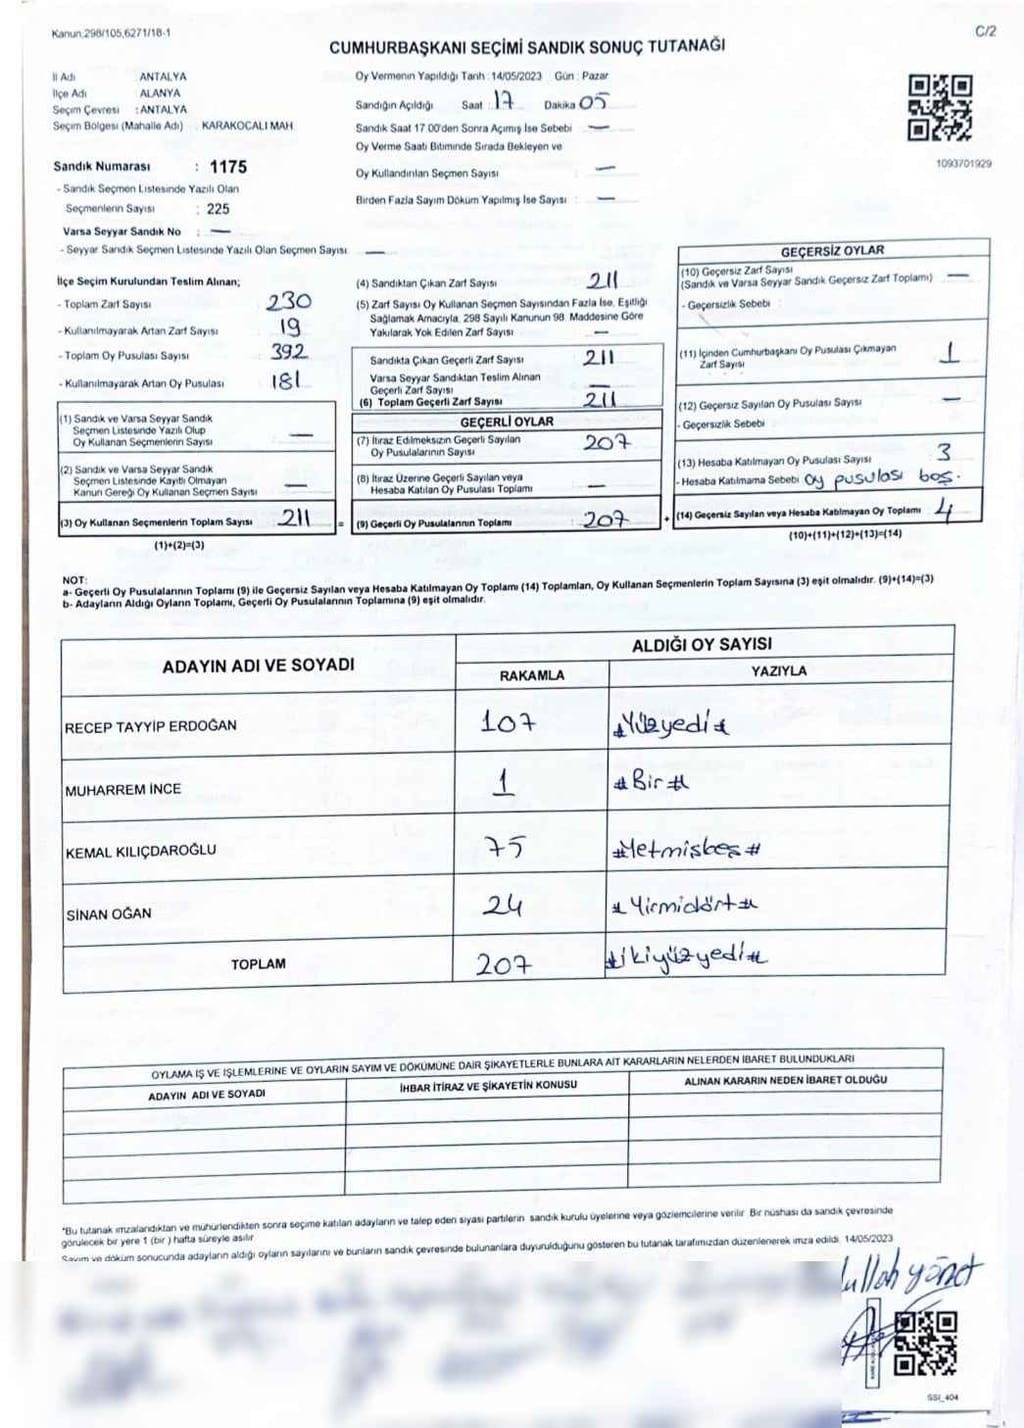 Kanun:298/105,6271/18-1
C/2
CUMHURBAŞKANI SEÇİMİ SANDIK SONUÇ TUTANAĞI
İl Adı : ANTALYA
İlçe Adı : ALANYA
Seçim Çevresi : ANTALYA
Seçim Bölgesi (Mahalle Adı) : KARAKOCALI MAH.
Sandık Numarası : 1175
- Sandık Seçmen Listesinde Yazılı Olan
Seçmenlerin Sayısı : 225
Varsa Seyyar Sandık No : —
- Seyyar Sandık Seçmen Listesinde Yazılı Olan Seçmen Sayısı : —
Oy Vermenin Yapıldığı Tarih : 14/05/2023 Gün : Pazar
Sandığın Açıldığı Saat : 17 Dakika 05
Sandık Saat 17.00'den Sonra Açımış İse Sebebi : —
Oy Verme Saati Bitiminde Sırada Bekleyen ve
Oy Kullandırılan Seçmen Sayısı : —
Birden Fazla Sayım Döküm Yapılmış İse Sayısı : —
1093701929
İlçe Seçim Kurulundan Teslim Alınan;
- Toplam Zarf Sayısı : 230
- Kullanılmayarak Artan Zarf Sayısı : 19
- Toplam Oy Pusulası Sayısı : 392
- Kullanılmayarak Artan Oy Pusulası : 181
(1) Sandık ve Varsa Seyyar Sandık
Seçmen Listesinde Yazılı Olup
Oy Kullanan Seçmenlerin Sayısı —
(2) Sandık ve Varsa Seyyar Sandık
Seçmen Listesinde Kayıtlı Olmayan
Kanun Gereği Oy Kullanan Seçmen Sayısı —
(3) Oy Kullanan Seçmenlerin Toplam Sayısı 211
(1)+(2)=(3)
(4) Sandıktan Çıkan Zarf Sayısı 211
(5) Zarf Sayısı Oy Kullanan Seçmen Sayısından Fazla İse, Eşitliği
Sağlamak Amacıyla, 298 Sayılı Kanunun 98. Maddesine Göre
Yakılarak Yok Edilen Zarf Sayısı —
Sandıkta Çıkan Geçerli Zarf Sayısı 211
Varsa Seyyar Sandıktan Teslim Alınan
Geçerli Zarf Sayısı —
(6) Toplam Geçerli Zarf Sayısı 211
GEÇERLİ OYLAR
(7) İtiraz Edilmeksizin Geçerli Sayılan
Oy Pusulalarının Sayısı 207
(8) İtiraz Üzerine Geçerli Sayılan veya
Hesaba Katılan Oy Pusulası Toplamı —
= (9) Geçerli Oy Pusulalarının Toplamı 207
GEÇERSİZ OYLAR
(10) Geçersiz Zarf Sayısı
(Sandık ve Varsa Seyyar Sandık Geçersiz Zarf Toplamı) —
- Geçersizlik Sebebi :
(11) İçinden Cumhurbaşkanı Oy Pusulası Çıkmayan
Zarf Sayısı 1
(12) Geçersiz Sayılan Oy Pusulası Sayısı —
- Geçersizlik Sebebi
(13) Hesaba Katılmayan Oy Pusulası Sayısı 3
- Hesaba Katılmama Sebebi Oy pusulası boş.
+ (14) Geçersiz Sayılan veya Hesaba Katılmayan Oy Toplamı 4
(10)+(11)+(12)+(13)=(14)
NOT:
a- Geçerli Oy Pusulalarının Toplamı (9) ile Geçersiz Sayılan veya Hesaba Katılmayan Oy Toplamı (14) Toplamları, Oy Kullanan Seçmenlerin Toplam Sayısına (3) eşit olmalıdır. (9)+(14)=(3)
b- Adayların Aldığı Oyların Toplamı, Geçerli Oy Pusulalarının Toplamına (9) eşit olmalıdır.
ADAYIN ADI VE SOYADI
ALDIĞI OY SAYISI
RAKAMLA YAZIYLA
RECEP TAYYİP ERDOĞAN 107 #Yüzyedi#
MUHARREM İNCE 1 #Bir#
KEMAL KILIÇDAROĞLU 75 #Yetmişbeş#
SİNAN OĞAN 24 #Yirmidört#
TOPLAM 207 #İkiyüzyedi#
OYLAMA İŞ VE İŞLEMLERİNE VE OYLARIN SAYIM VE DÖKÜMÜNE DAİR ŞİKAYETLERLE BUNLARA AİT KARARLARIN NELERDEN İBARET BULUNDUKLARI
ADAYIN ADI VE SOYADI İHBAR İTİRAZ VE ŞİKAYETİN KONUSU ALINAN KARARIN NEDEN İBARET OLDUĞU
*Bu tutanak imzalandıktan ve mühürlendikten sonra seçime katılan adayların ve talep eden siyasi partilerin sandık kurulu üyelerine veya gözlemcilerine verilir. Bir nüshası da sandık çevresinde
görülecek bir yere 1 (bir ) hafta süreyle asılır.
Sayım ve döküm sonucunda adayların aldığı oyların sayılarını ve bunların sandık çevresinde bulunanlara duyurulduğunu gösteren bu tutanak tarafımızdan düzenlenerek imza edildi. 14/05/2023
SSI_404